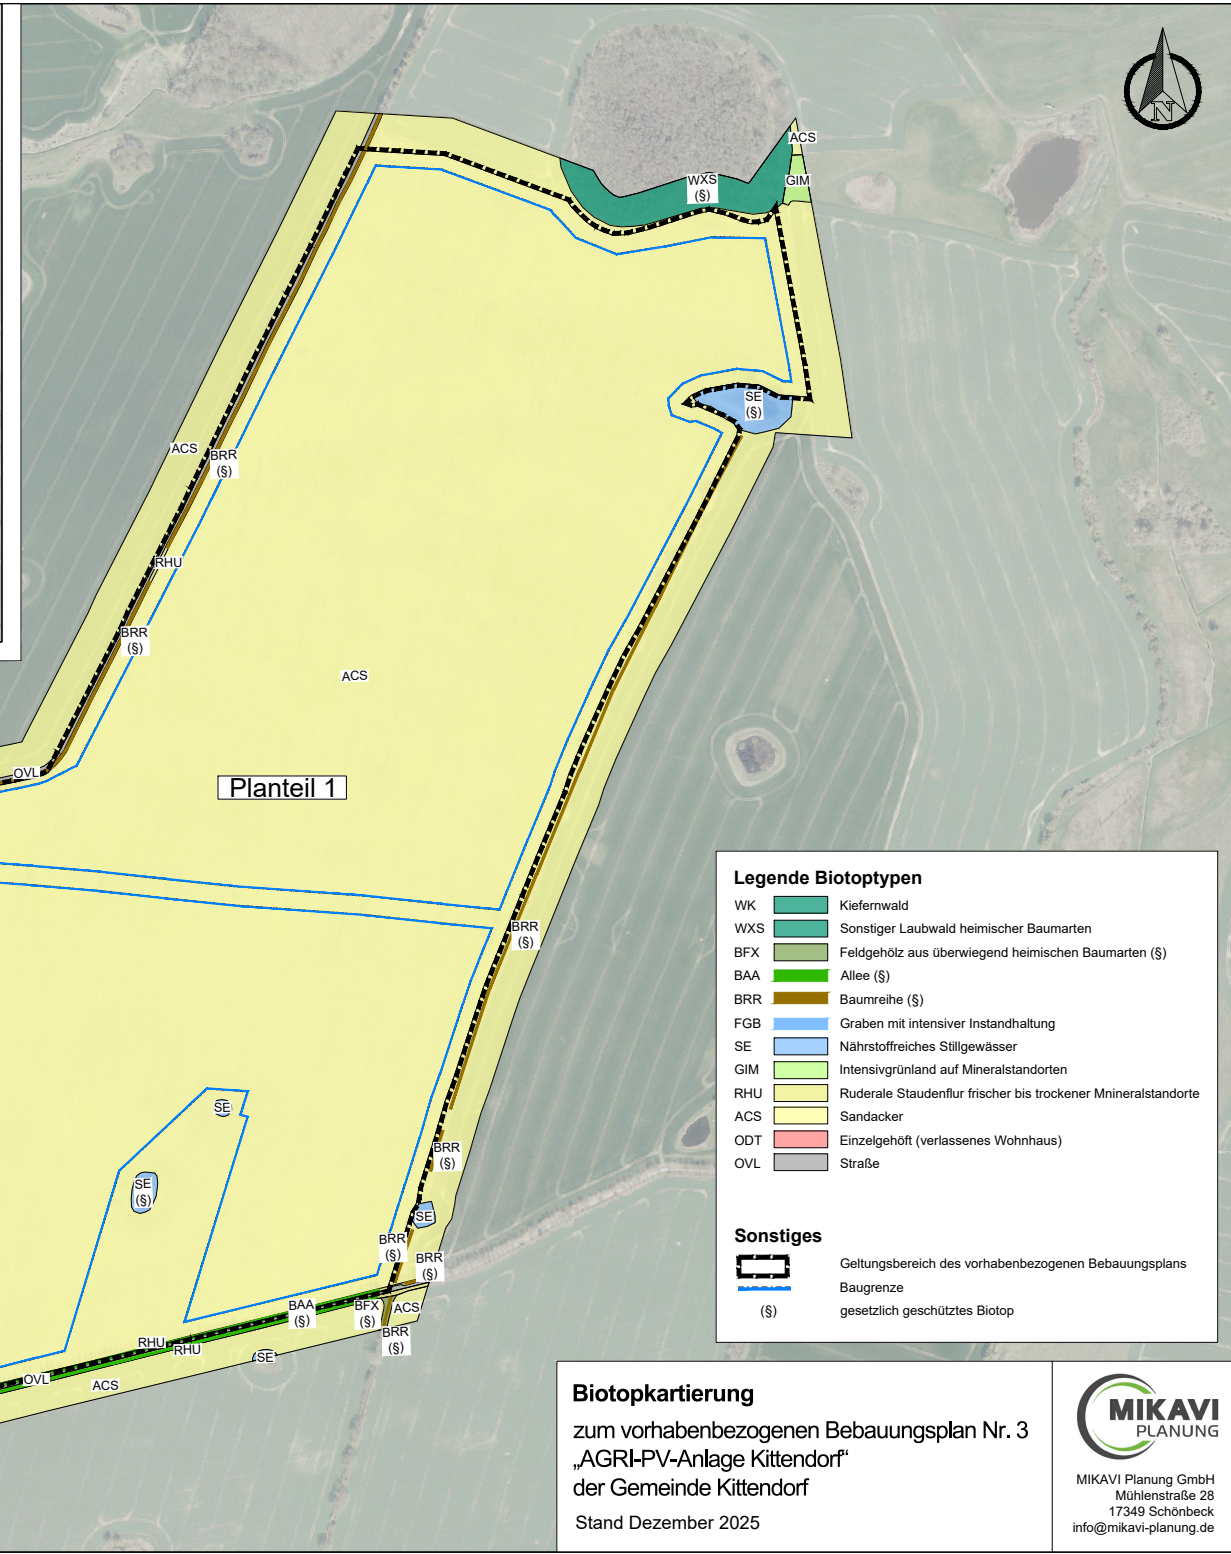 N
ACS
GIM
WXS
(§)
SE
(§)
ACS
BRR
(§)
RHU
BRR
(§)
ACS
OVL
Planteil 1
BRR
(§)
SE
SE
(§)
BRR
(§)
SE
BRR
(§)
BRR
(§)
BAA
(§)
BFX
(§)
ACS
BRR
(§)
RHU
RHU
SE
OVL
ACS
Legende Biotoptypen
WK Kiefernwald
WXS Sonstiger Laubwald heimischer Baumarten
BFX Feldgehölz aus überwiegend heimischen Baumarten (§)
BAA Allee (§)
BRR Baumreihe (§)
FGB Graben mit intensiver Instandhaltung
SE Nährstoffreiches Stillgewässer
GIM Intensivgrünland auf Mineralstandorten
RHU Ruderale Staudenflur frischer bis trockener Mnineralstandorte
ACS Sandacker
ODT Einzelgehöft (verlassenes Wohnhaus)
OVL Straße
Sonstiges
Geltungsbereich des vorhabenbezogenen Bebauungsplans
Baugrenze
(§) gesetzlich geschütztes Biotop
Biotopkartierung
zum vorhabenbezogenen Bebauungsplan Nr. 3
„AGRI-PV-Anlage Kittendorf“
der Gemeinde Kittendorf
Stand Dezember 2025
MIKAVI
PLANUNG
MIKAVI Planung GmbH
Mühlenstraße 28
17349 Schönbeck
info@mikavi-planung.de